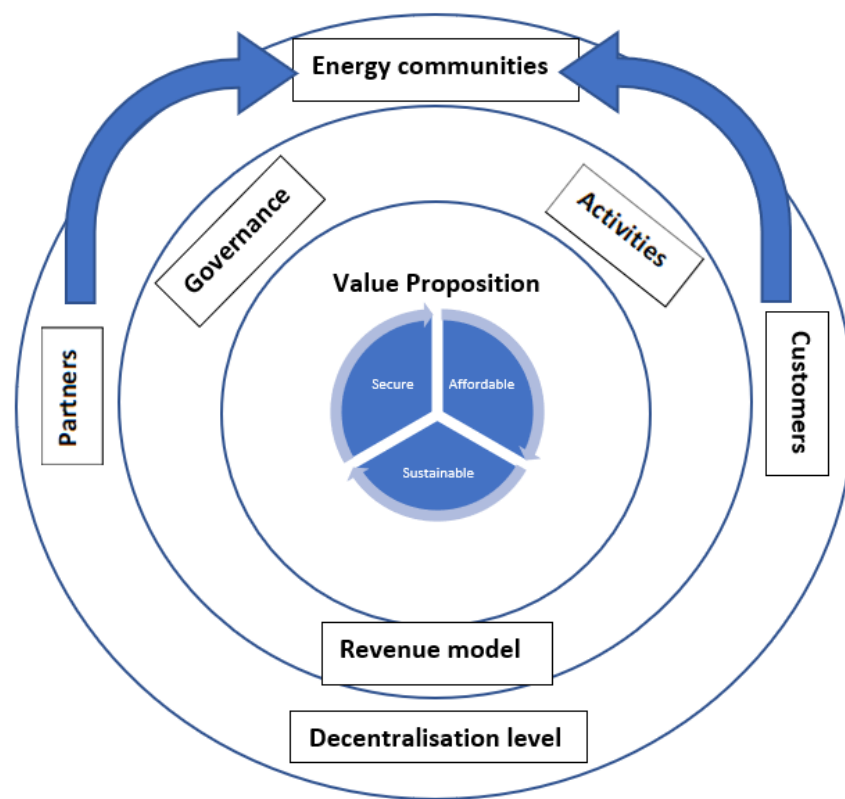 Energy communities
Governance
Activities
Value Proposition
Partners
Customers
Secure
Affordable
Sustainable
Revenue model
Decentralisation level